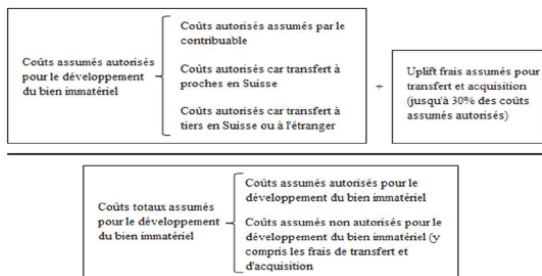 Coûts assumés autorisés
pour le développement
du bien immatériel
Coûts autorisés assumés par le
contribuable
Coûts autorisés car transfert à
proches en Suisse
Coûts autorisés car transfert à
tiers en Suisse ou à l'étranger
+
Uplift frais assumés pour
transfert et acquisition
(jusqu'à 30% des coûts
assumés autorisés)
Coûts totaux assumés
pour le développement
du bien immatériel
Coûts assumés autorisés pour le
développement du bien immatériel
Coûts assumés non autorisés pour le
développement du bien immatériel (y
compris les frais de transfert et
d'acquisition